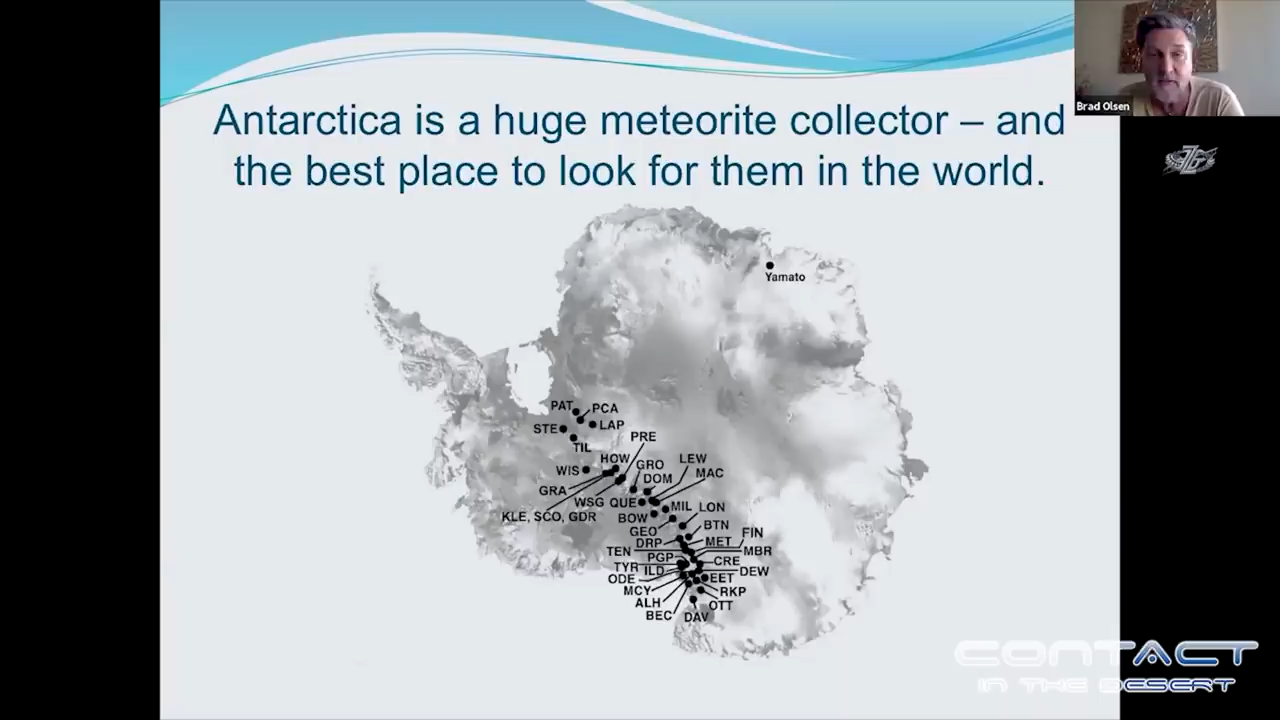 Antarctica is a huge meteorite collector – and
the best place to look for them in the world.
Brad Olsen
Yamato
PAT
PCA
STE
LAP
TIL
PRE
WIS
HOW
GRO
LEW
DOM
MAC
GRA
WSG
QUE
MIL
LON
KLE, SCO, GDR
BOW
BTN
GEO
FIN
DRP
MET
TEN
MBR
PGP
CRE
TYR
ILD
DEW
ODE
EET
MCY
RKP
ALH
OTT
BEC
DAV
CONTACT
IN THE DESERT